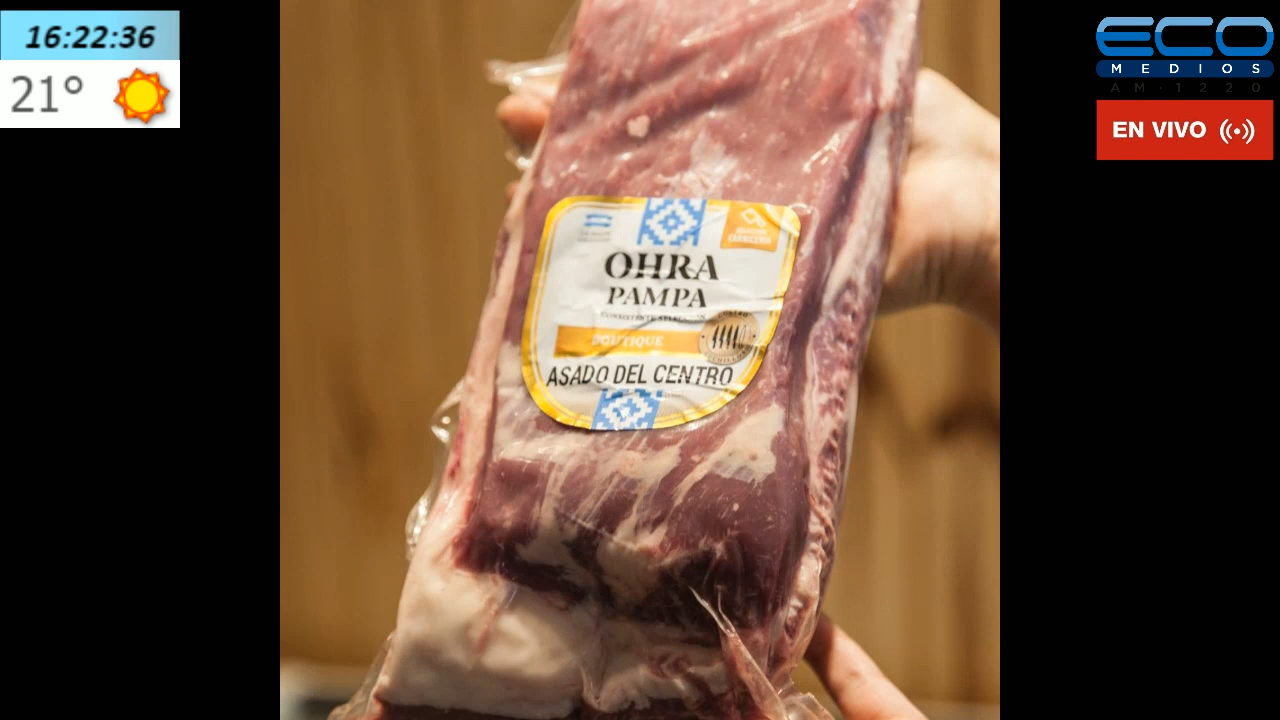 16:22:36
21°
ECO
MEDIOS
AM·1220
EN VIVO
OHRA
PAMPA
BOUTIQUE
ASADO DEL CENTRO